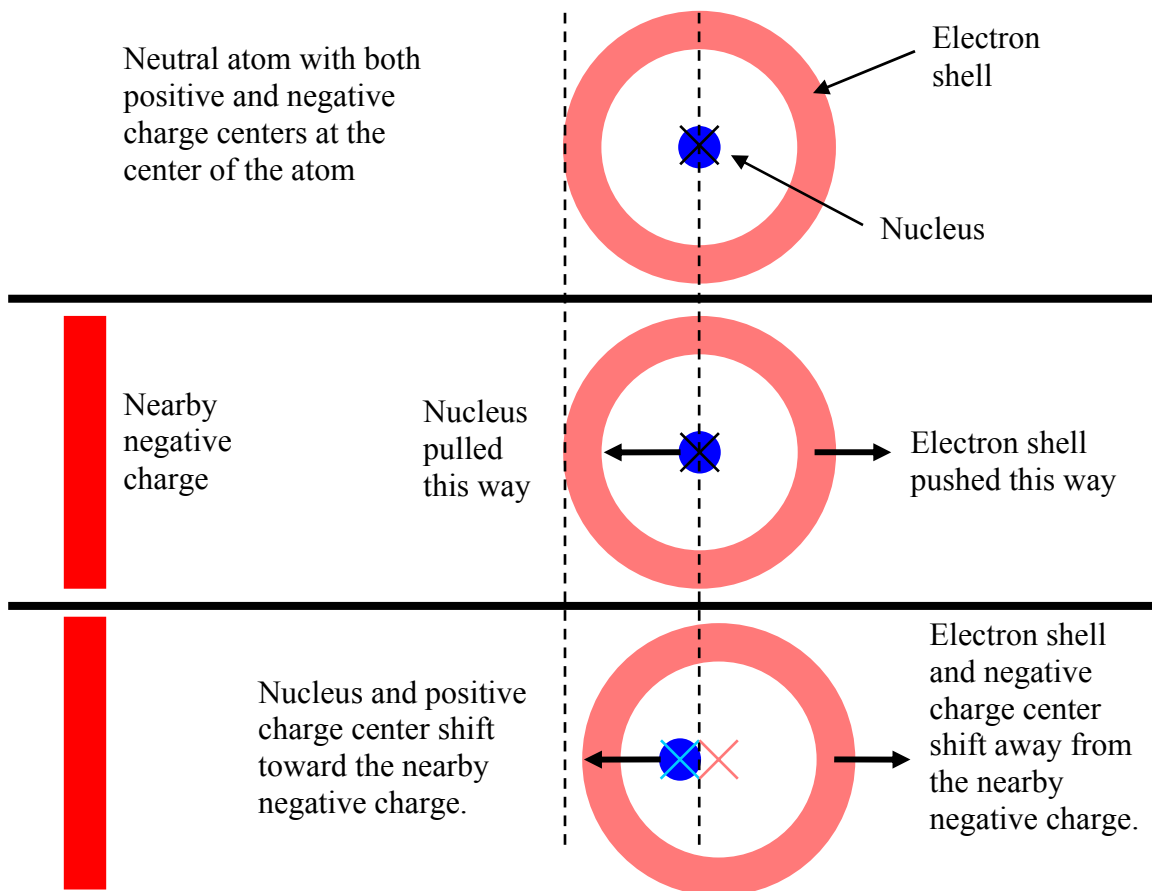 Neutral atom with both
positive and negative
charge centers at the
center of the atom
Electron
shell
Nucleus
Nearby
negative
charge
Nucleus
pulled
this way
Electron shell
pushed this way
Nucleus and positive
charge center shift
toward the nearby
negative charge.
Electron shell
and negative
charge center
shift away from
the nearby
negative charge.